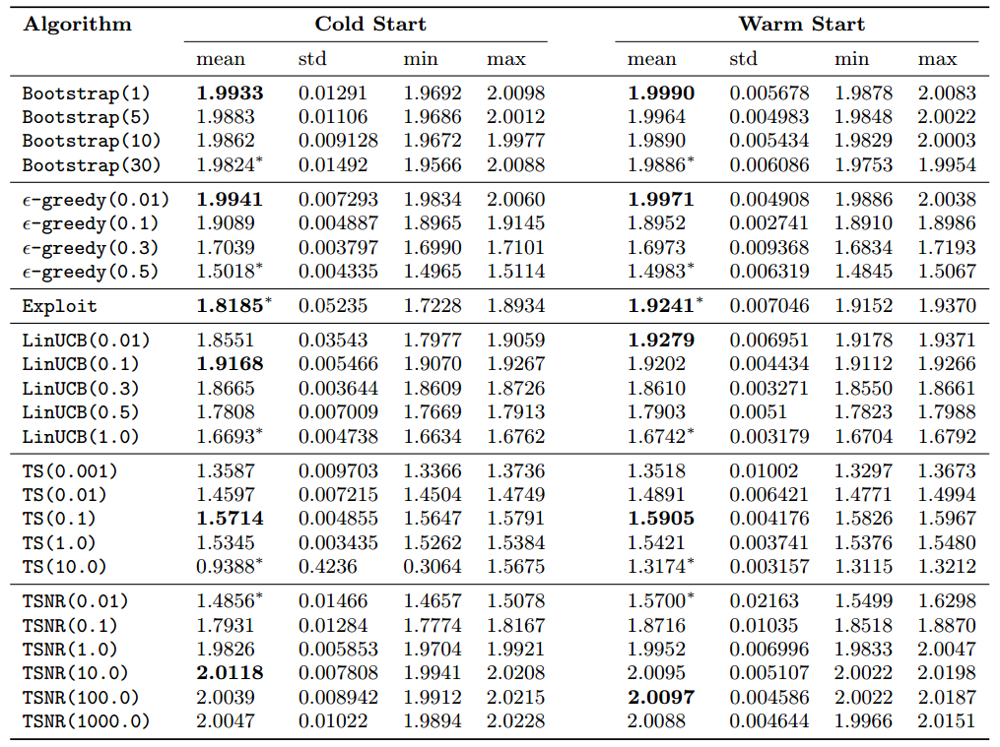 Algorithm Cold Start Warm Start
mean std min max mean std min max
Bootstrap(1) 1.9933 0.01291 1.9692 2.0098 1.9990 0.005678 1.9878 2.0083
Bootstrap(5) 1.9883 0.01106 1.9686 2.0012 1.9964 0.004983 1.9848 2.0022
Bootstrap(10) 1.9862 0.009128 1.9672 1.9977 1.9890 0.005434 1.9829 2.0003
Bootstrap(30) 1.9824* 0.01492 1.9566 2.0088 1.9886* 0.006086 1.9753 1.9954
ϵ-greedy(0.01) 1.9941 0.007293 1.9834 2.0060 1.9971 0.004908 1.9886 2.0038
ϵ-greedy(0.1) 1.9089 0.004887 1.8965 1.9145 1.8952 0.002741 1.8910 1.8986
ϵ-greedy(0.3) 1.7039 0.003797 1.6990 1.7101 1.6973 0.009368 1.6834 1.7193
ϵ-greedy(0.5) 1.5018* 0.004335 1.4965 1.5114 1.4983* 0.006319 1.4845 1.5067
Exploit 1.8185* 0.05235 1.7228 1.8934 1.9241* 0.007046 1.9152 1.9370
LinUCB(0.01) 1.8551 0.03543 1.7977 1.9059 1.9279 0.006951 1.9178 1.9371
LinUCB(0.1) 1.9168 0.005466 1.9070 1.9267 1.9202 0.004434 1.9112 1.9266
LinUCB(0.3) 1.8665 0.003644 1.8609 1.8726 1.8610 0.003271 1.8550 1.8661
LinUCB(0.5) 1.7808 0.007009 1.7669 1.7913 1.7903 0.0051 1.7823 1.7988
LinUCB(1.0) 1.6693* 0.004738 1.6634 1.6762 1.6742* 0.003179 1.6704 1.6792
TS(0.001) 1.3587 0.009703 1.3366 1.3736 1.3518 0.01002 1.3297 1.3673
TS(0.01) 1.4597 0.007215 1.4504 1.4749 1.4891 0.006421 1.4771 1.4994
TS(0.1) 1.5714 0.004855 1.5647 1.5791 1.5905 0.004176 1.5826 1.5967
TS(1.0) 1.5345 0.003435 1.5262 1.5384 1.5421 0.003741 1.5376 1.5480
TS(10.0) 0.9388* 0.4236 0.3064 1.5675 1.3174* 0.003157 1.3115 1.3212
TSNR(0.01) 1.4856* 0.01466 1.4657 1.5078 1.5700* 0.02163 1.5499 1.6298
TSNR(0.1) 1.7931 0.01284 1.7774 1.8167 1.8716 0.01035 1.8518 1.8870
TSNR(1.0) 1.9826 0.005853 1.9704 1.9921 1.9952 0.006996 1.9833 2.0047
TSNR(10.0) 2.0118 0.007808 1.9941 2.0208 2.0095 0.005107 2.0022 2.0198
TSNR(100.0) 2.0039 0.008942 1.9912 2.0215 2.0097 0.004586 2.0022 2.0187
TSNR(1000.0) 2.0047 0.01022 1.9894 2.0228 2.0088 0.004644 1.9966 2.0151